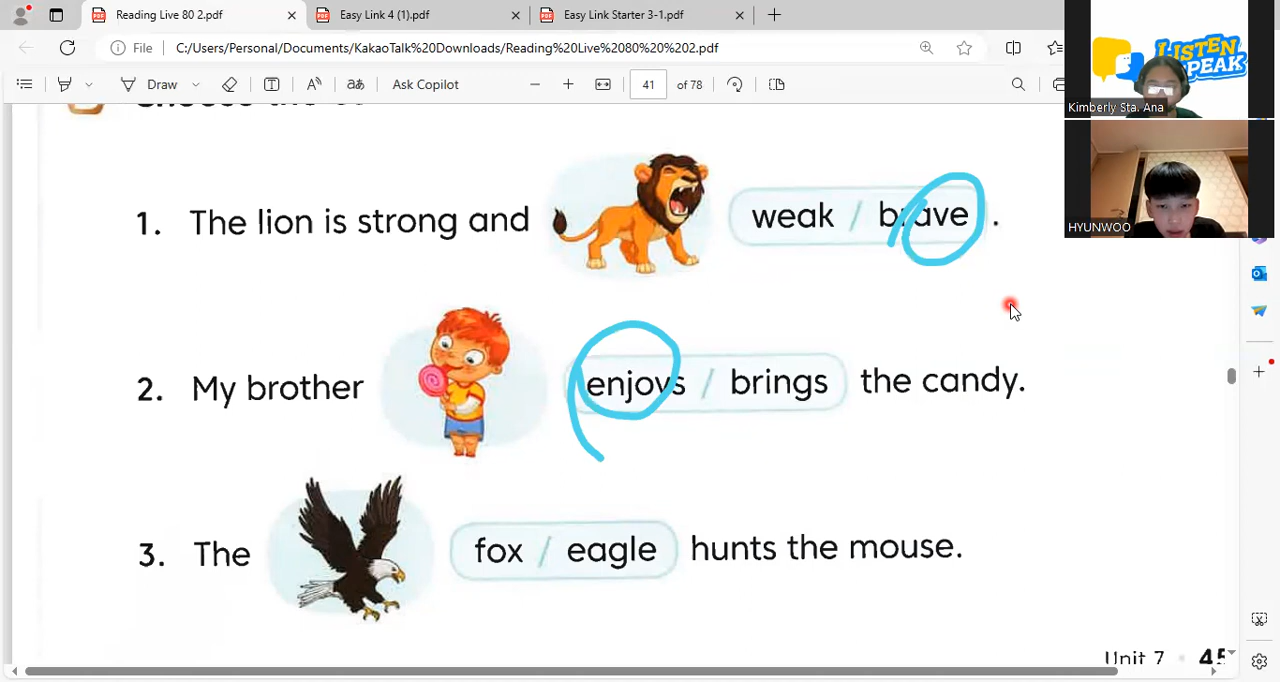 Reading Live 80 2.pdf
Easy Link 4 (1).pdf
Easy Link Starter 3-1.pdf
File
C:/Users/Personal/Documents/KakaoTalk%20Downloads/Reading%20Live%2080%20%202.pdf
Draw
Ask Copilot
41 of 78
LISTEN
SPEAK
Kimberly Sta. Ana
HYUNWOO
1. The lion is strong and weak / brave .
2. My brother enjoys / brings the candy.
3. The fox / eagle hunts the mouse.
Unit 7 45